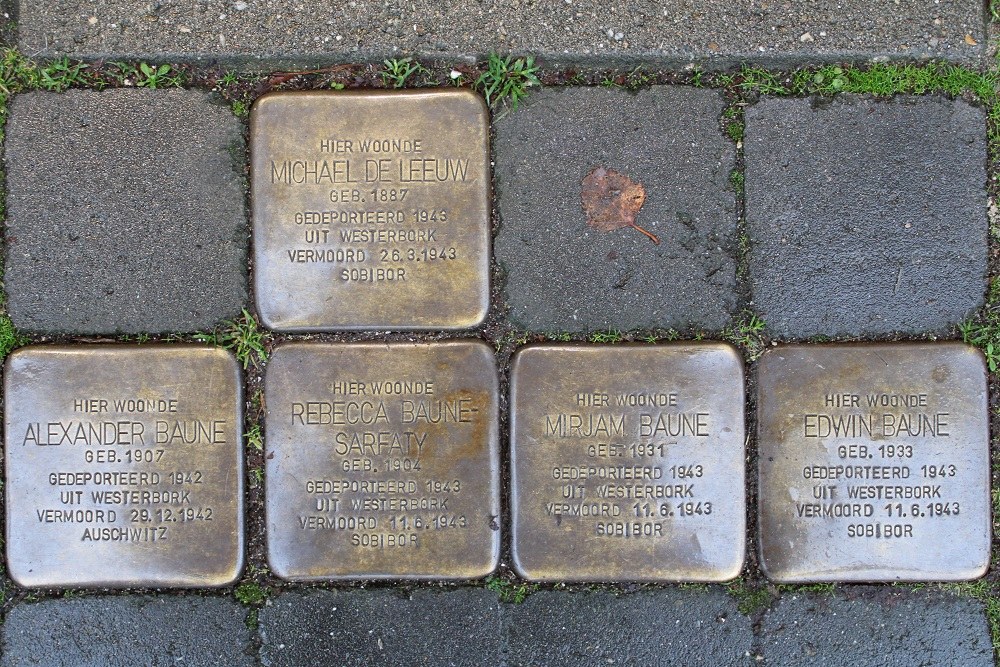 HIER WOONDE
MICHAEL DE LEEUW
GEB. 1887
GEDEPORTEERD 1943
UIT WESTERBORK
VERMOORD 26.3.1943
SOBIBOR
HIER WOONDE
ALEXANDER BAUNE
GEB. 1907
GEDEPORTEERD 1942
UIT WESTERBORK
VERMOORD 29.12.1942
AUSCHWITZ
HIER WOONDE
REBECCA BAUNE-
SARFATY
GEB. 1904
GEDEPORTEERD 1943
UIT WESTERBORK
VERMOORD 11.6.1943
SOBIBOR
HIER WOONDE
MIRJAM BAUNE
GEB. 1931
GEDEPORTEERD 1943
UIT WESTERBORK
VERMOORD 11.6.1943
SOBIBOR
HIER WOONDE
EDWIN BAUNE
GEB. 1933
GEDEPORTEERD 1943
UIT WESTERBORK
VERMOORD 11.6.1943
SOBIBOR